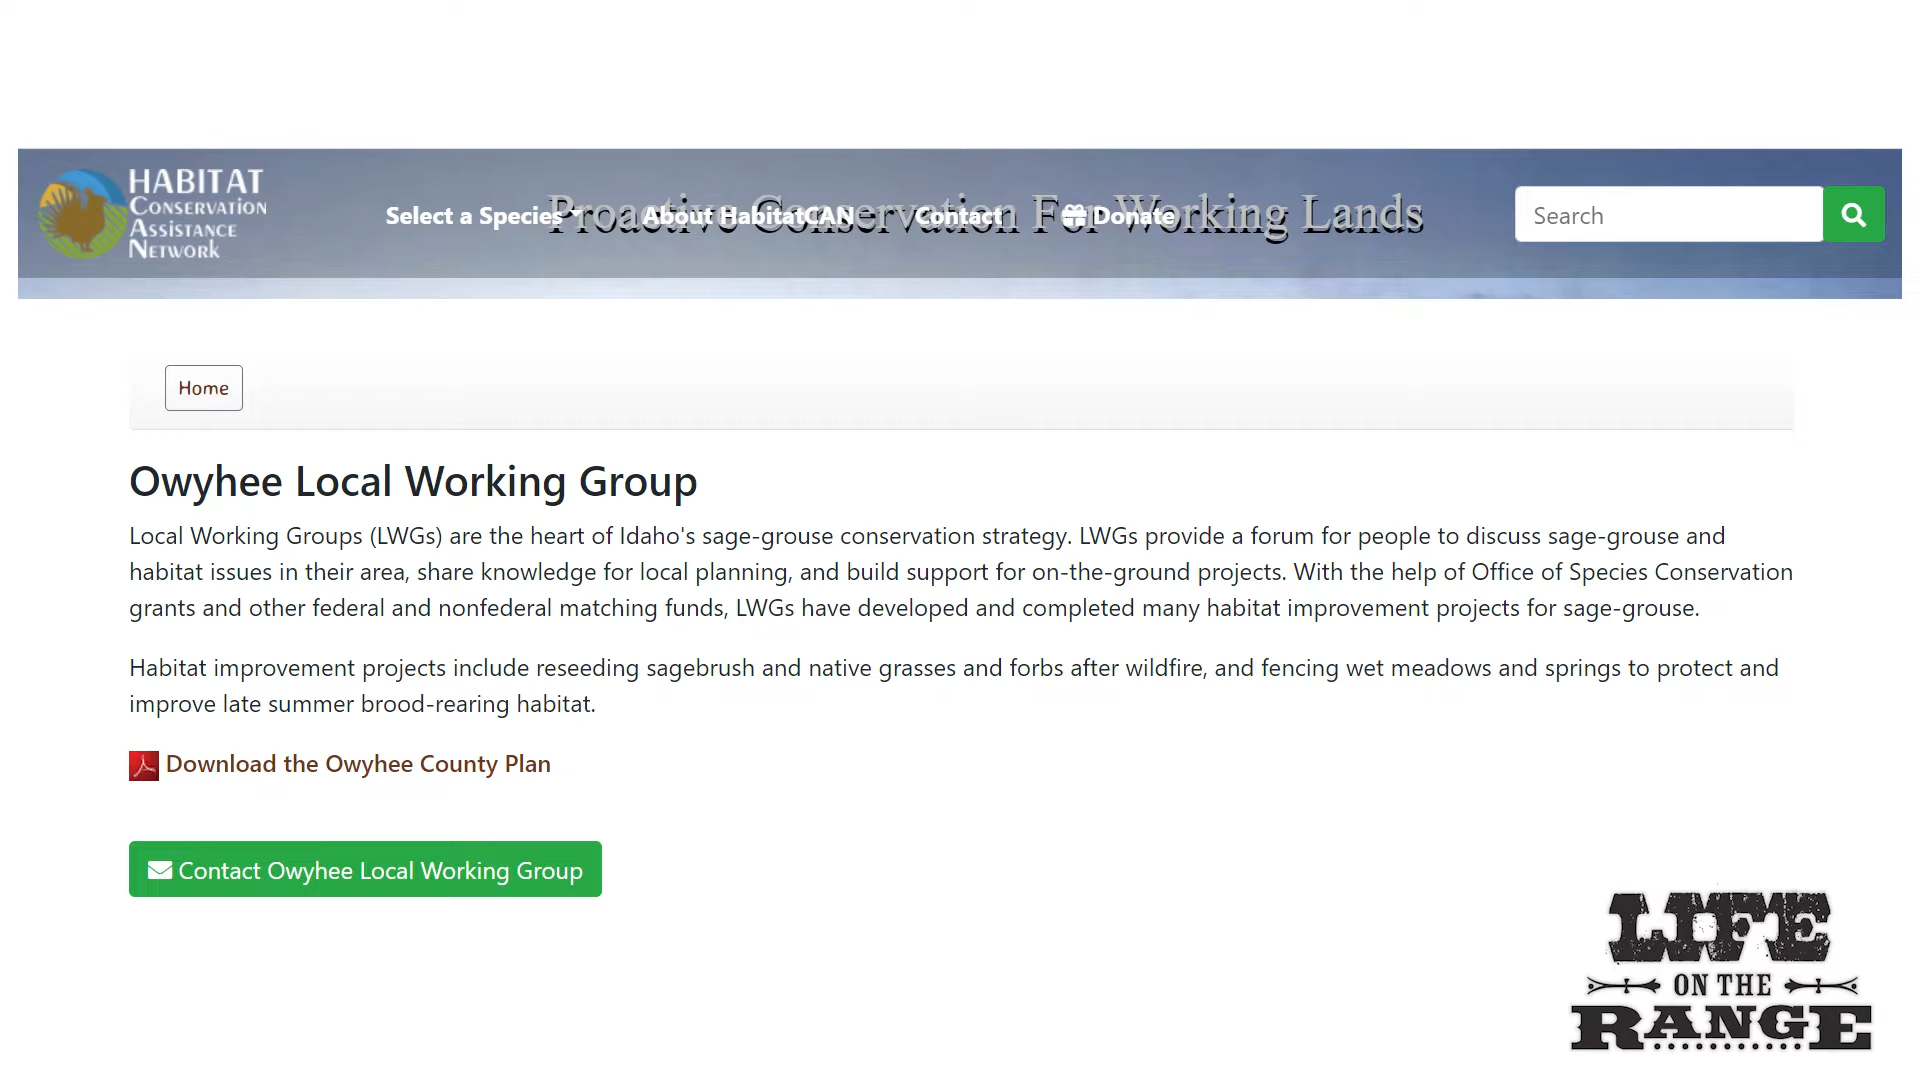 HABITAT
CONSERVATION
ASSISTANCE
NETWORK
Proactive Conservation For Working Lands
Select a Species
About HabitatCAN
Contact
Donate
Search
Home
Owyhee Local Working Group
Local Working Groups (LWGs) are the heart of Idaho's sage-grouse conservation strategy. LWGs provide a forum for people to discuss sage-grouse and
habitat issues in their area, share knowledge for local planning, and build support for on-the-ground projects. With the help of Office of Species Conservation
grants and other federal and nonfederal matching funds, LWGs have developed and completed many habitat improvement projects for sage-grouse.
Habitat improvement projects include reseeding sagebrush and native grasses and forbs after wildfire, and fencing wet meadows and springs to protect and
improve late summer brood-rearing habitat.
Download the Owyhee County Plan
Contact Owyhee Local Working Group
LIFE
ON THE
RANGE